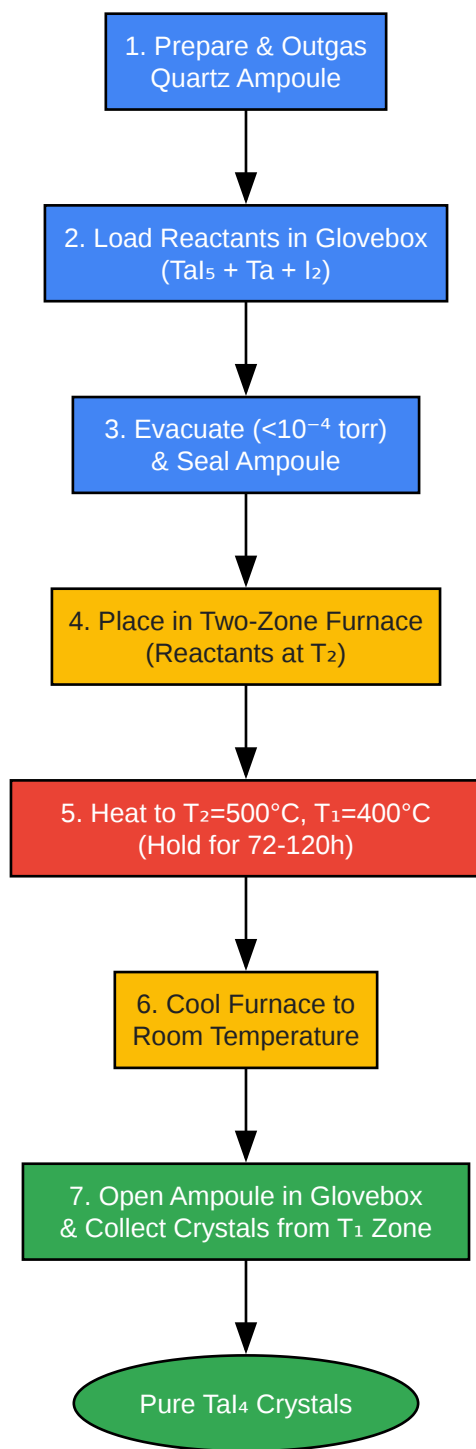 1. Prepare & Outgas
Quartz Ampoule
2. Load Reactants in Glovebox
(TaI₅ + Ta + I₂)
3. Evacuate (<10⁻⁴ torr)
& Seal Ampoule
4. Place in Two-Zone Furnace
(Reactants at T₂)
5. Heat to T₂=500°C, T₁=400°C
(Hold for 72-120h)
6. Cool Furnace to
Room Temperature
7. Open Ampoule in Glovebox
& Collect Crystals from T₁ Zone
Pure TaI₄ Crystals